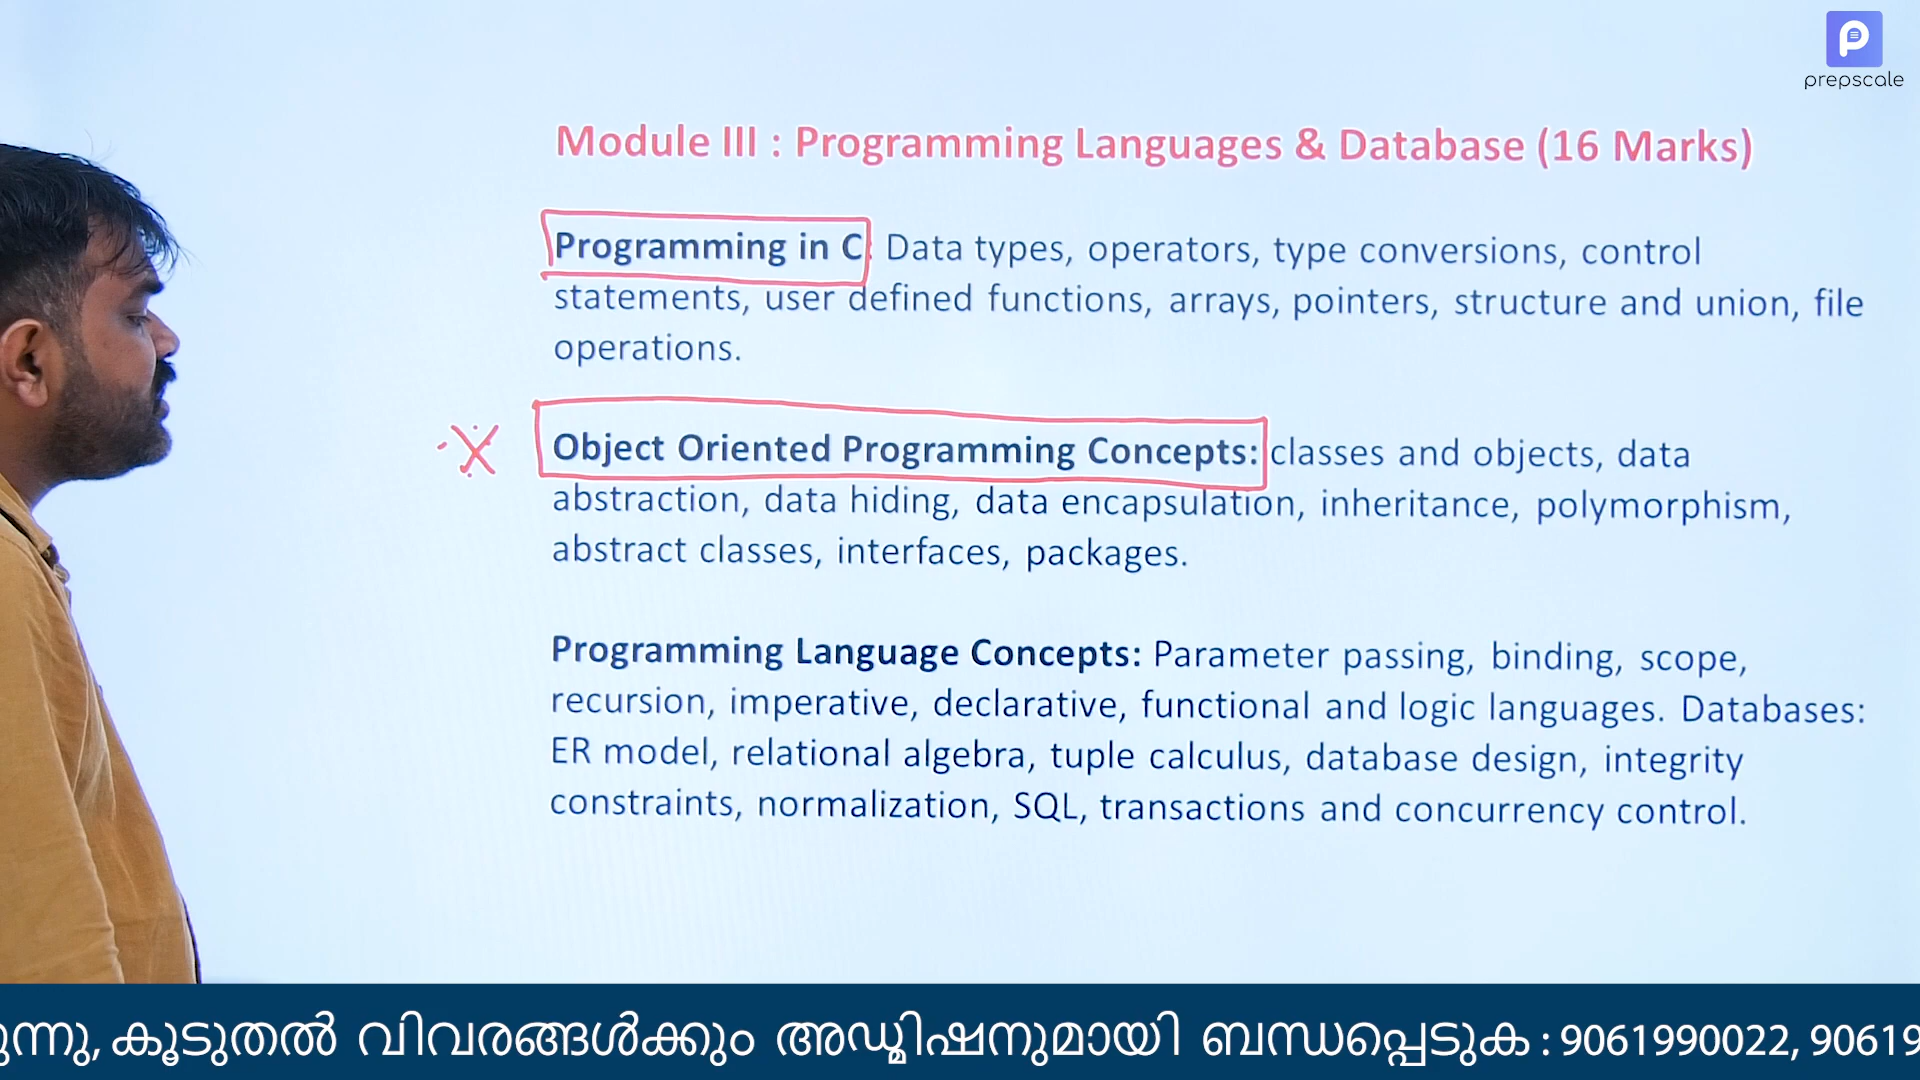 prepscale
Module III : Programming Languages & Database (16 Marks)
Programming in C: Data types, operators, type conversions, control
statements, user defined functions, arrays, pointers, structure and union, file
operations.
Object Oriented Programming Concepts: classes and objects, data
abstraction, data hiding, data encapsulation, inheritance, polymorphism,
abstract classes, interfaces, packages.
Programming Language Concepts: Parameter passing, binding, scope,
recursion, imperative, declarative, functional and logic languages. Databases:
ER model, relational algebra, tuple calculus, database design, integrity
constraints, normalization, SQL, transactions and concurrency control.
കൂടുതൽ വിവരങ്ങൾക്കും അഡ്മിഷനുമായി ബന്ധപ്പെടുക : 9061990022,